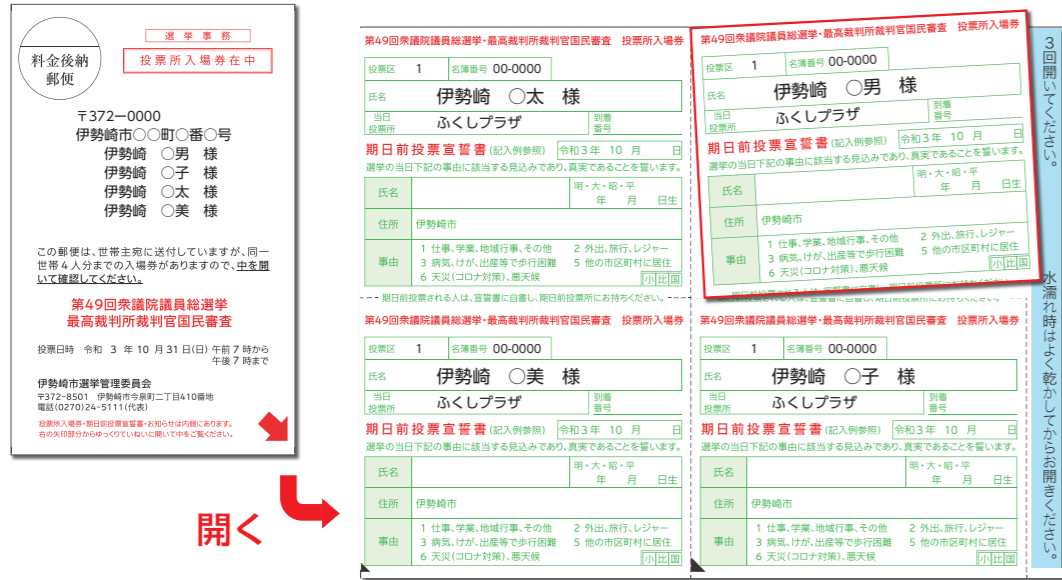 料金後納
郵便
選挙事務
投票所入場券在中
〒372ー0000
伊勢崎市○○町○番○号
伊勢崎 ○男 様
伊勢崎 ○子 様
伊勢崎 ○太 様
伊勢崎 ○美 様
この郵便は、世帯主宛に送付していますが、同一
世帯4人分までの入場券がありますので、中を開
いて確認してください。
第49回衆議院議員総選挙
最高裁判所裁判官国民審査
投票日時 令和 3 年 10 月 31 日(日) 午前 7 時から
午後 7 時まで
伊勢崎市選挙管理委員会
〒372-8501 伊勢崎市今泉町二丁目410番地
電話(0270)24-5111(代表)
投票所入場券・期日前投票宣誓書・お知らせは内側にあります。
右の矢印部分からゆっくりていねいに開いて中をご覧ください。
開く
第49回衆議院議員総選挙・最高裁判所裁判官国民審査 投票所入場券
投票区 1 名簿番号 00-0000
氏名 伊勢崎 ○太 様
当日
投票所 ふくしプラザ 到着
番号
期日前投票宣誓書(記入例参照) 令和3年 10 月 日
選挙の当日下記の事由に該当する見込みであり、真実であることを誓います。
氏名 明・大・昭・平
年 月 日生
住所 伊勢崎市
事由 1 仕事、学業、地域行事、その他 2 外出、旅行、レジャー
3 病気、けが、出産等で歩行困難 5 他の市区町村に居住
6 天災(コロナ対策)、悪天候 小比国
期日前投票される人は、宣誓書に自書し、期日前投票所にお持ちください。
第49回衆議院議員総選挙・最高裁判所裁判官国民審査 投票所入場券
投票区 1 名簿番号 00-0000
氏名 伊勢崎 ○男 様
当日
投票所 ふくしプラザ 到着
番号
期日前投票宣誓書(記入例参照) 令和3年 10 月 日
選挙の当日下記の事由に該当する見込みであり、真実であることを誓います。
氏名 明・大・昭・平
年 月 日生
住所 伊勢崎市
事由 1 仕事、学業、地域行事、その他 2 外出、旅行、レジャー
3 病気、けが、出産等で歩行困難 5 他の市区町村に居住
6 天災(コロナ対策)、悪天候 小比国
第49回衆議院議員総選挙・最高裁判所裁判官国民審査 投票所入場券
投票区 1 名簿番号 00-0000
氏名 伊勢崎 ○美 様
当日
投票所 ふくしプラザ 到着
番号
期日前投票宣誓書(記入例参照) 令和3年 10 月 日
選挙の当日下記の事由に該当する見込みであり、真実であることを誓います。
氏名 明・大・昭・平
年 月 日生
住所 伊勢崎市
事由 1 仕事、学業、地域行事、その他 2 外出、旅行、レジャー
3 病気、けが、出産等で歩行困難 5 他の市区町村に居住
6 天災(コロナ対策)、悪天候 小比国
第49回衆議院議員総選挙・最高裁判所裁判官国民審査 投票所入場券
投票区 1 名簿番号 00-0000
氏名 伊勢崎 ○子 様
当日
投票所 ふくしプラザ 到着
番号
期日前投票宣誓書(記入例参照) 令和3年 10 月 日
選挙の当日下記の事由に該当する見込みであり、真実であることを誓います。
氏名 明・大・昭・平
年 月 日生
住所 伊勢崎市
事由 1 仕事、学業、地域行事、その他 2 外出、旅行、レジャー
3 病気、けが、出産等で歩行困難 5 他の市区町村に居住
6 天災(コロナ対策)、悪天候 小比国
3回開いてください。 水濡れ時はよく乾かしてからお開きください。